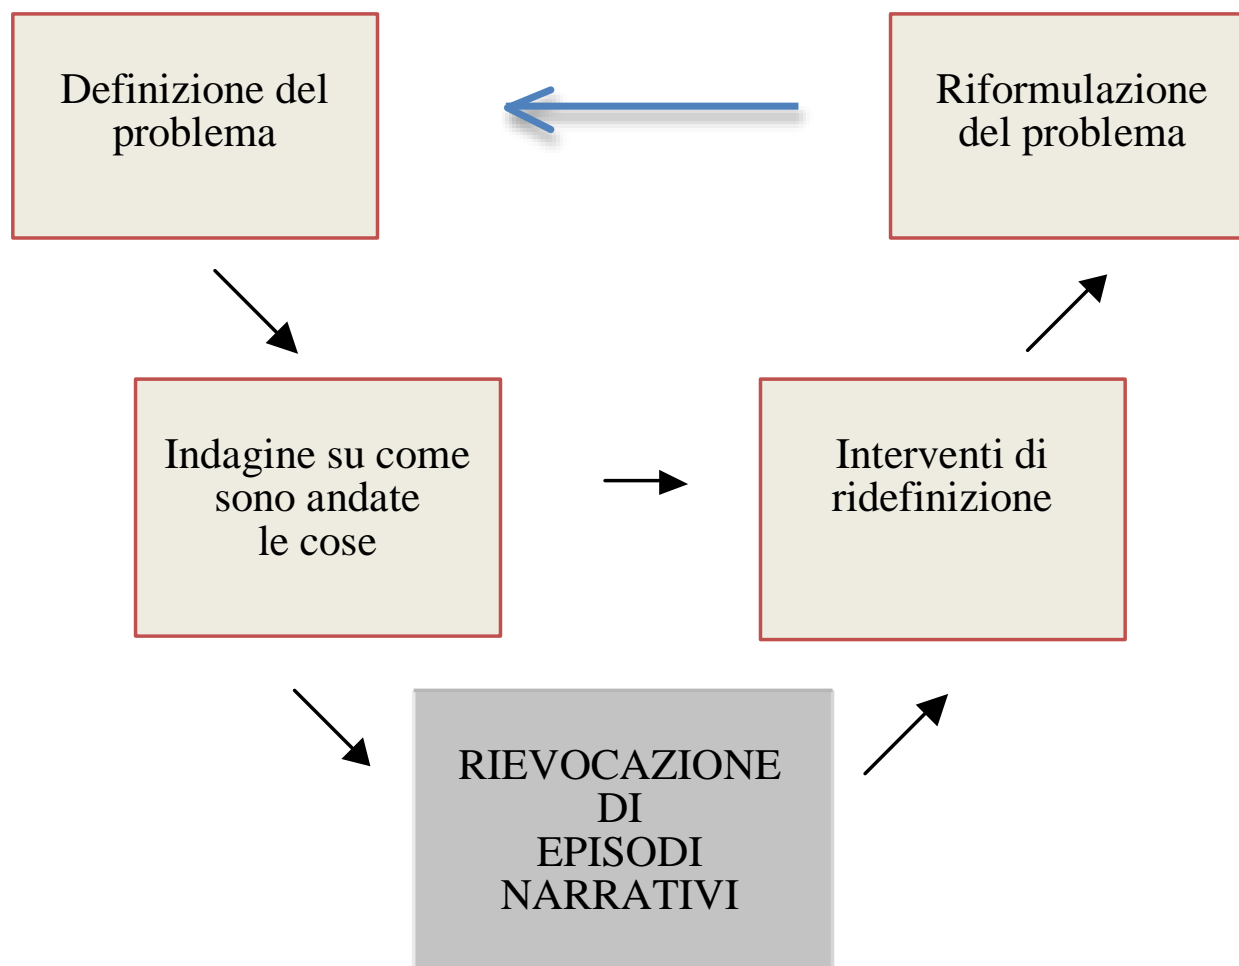 Definizione del
problema
Riformulazione
del problema
Indagine su come
sono andate
le cose
Interventi di
ridefinizione
RIEVOCAZIONE
DI
EPISODI
NARRATIVI